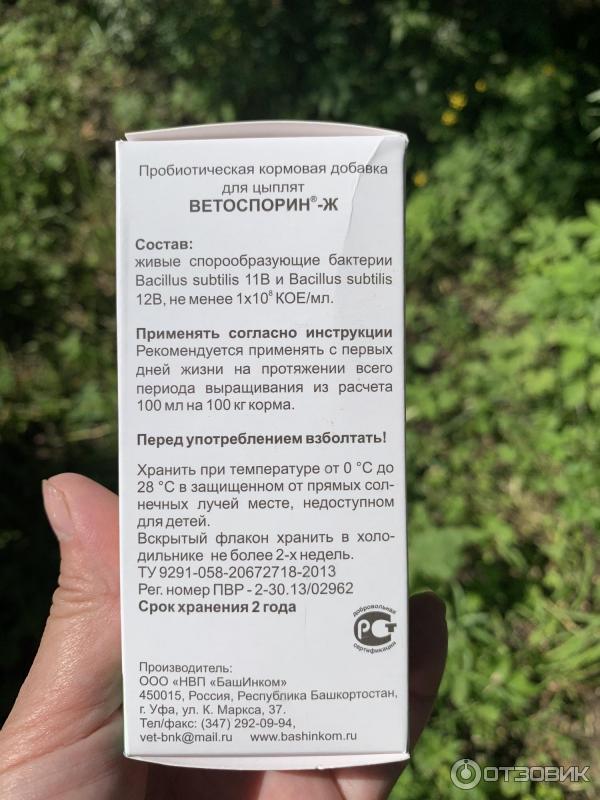 Пробиотическая кормовая добавка
для цыплят
ВЕТОСПОРИН®-Ж
Состав:
живые спорообразующие бактерии
Bacillus subtilis 11В и Bacillus subtilis
12В, не менее 1х10⁸ КОЕ/мл.
Применять согласно инструкции
Рекомендуется применять с первых
дней жизни на протяжении всего
периода выращивания из расчета
100 мл на 100 кг корма.
Перед употреблением взболтать!
Хранить при температуре от 0 °C до
28 °C в защищенном от прямых сол-
нечных лучей месте, недоступном
для детей.
Вскрытый флакон хранить в холо-
дильнике не более 2-х недель.
ТУ 9291-058-20672718-2013
Рег. номер ПВР - 2-30.13/02962
Срок хранения 2 года
добровольная
РСТ
сертификация
Производитель:
ООО «НВП «БашИнком»
450015, Россия, Республика Башкортостан,
г. Уфа, ул. К. Маркса, 37.
Тел/факс: (347) 292-09-94,
vet-bnk@mail.ru www.bashinkom.ru
ОТЗОВИК